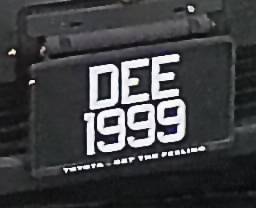 DEE
1999
TOYOTA - GET THE FEELING